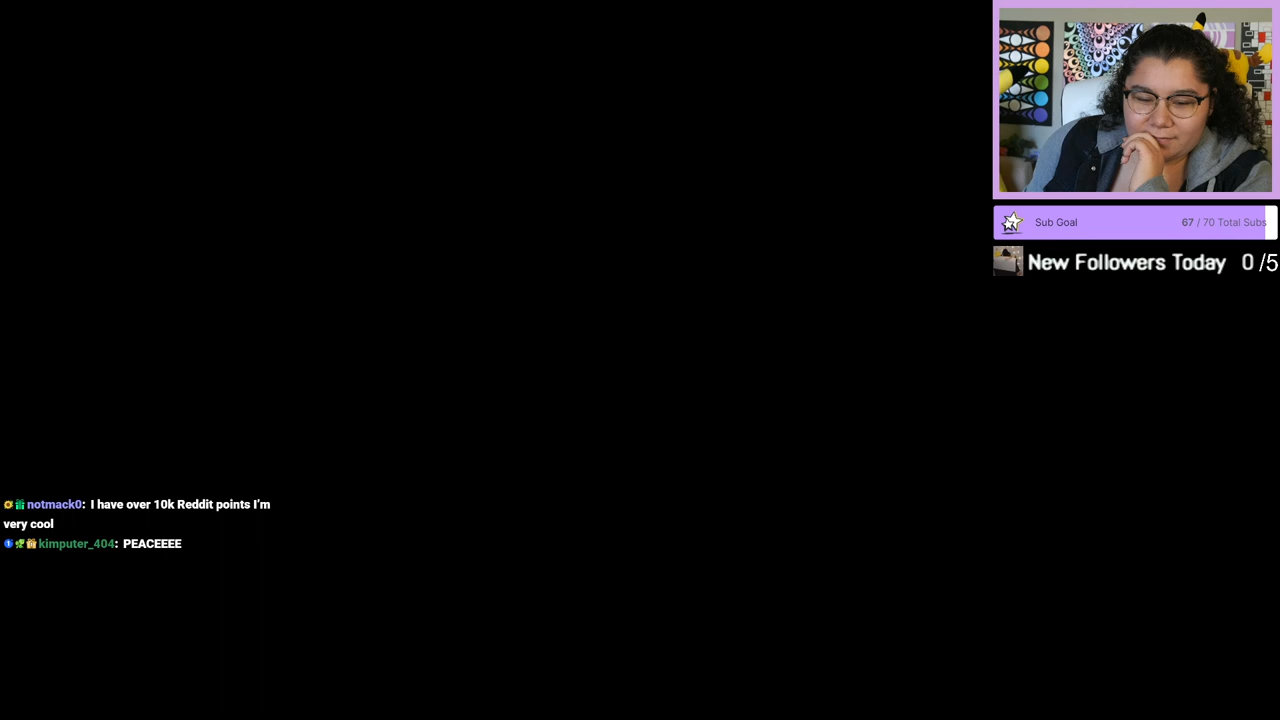 Sub Goal
67 / 70 Total Subs
New Followers Today 0 /5
notmack0: I have over 10k Reddit points I'm
very cool
kimputer_404: PEACEEEE